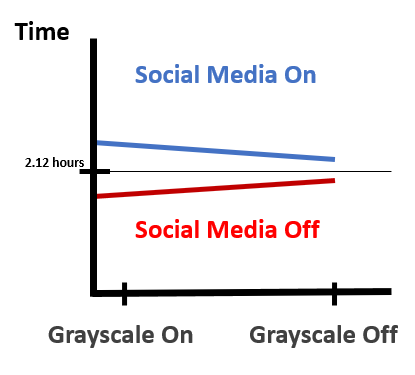 Time
Social Media On
2.12 hours
Social Media Off
Grayscale On
Grayscale Off